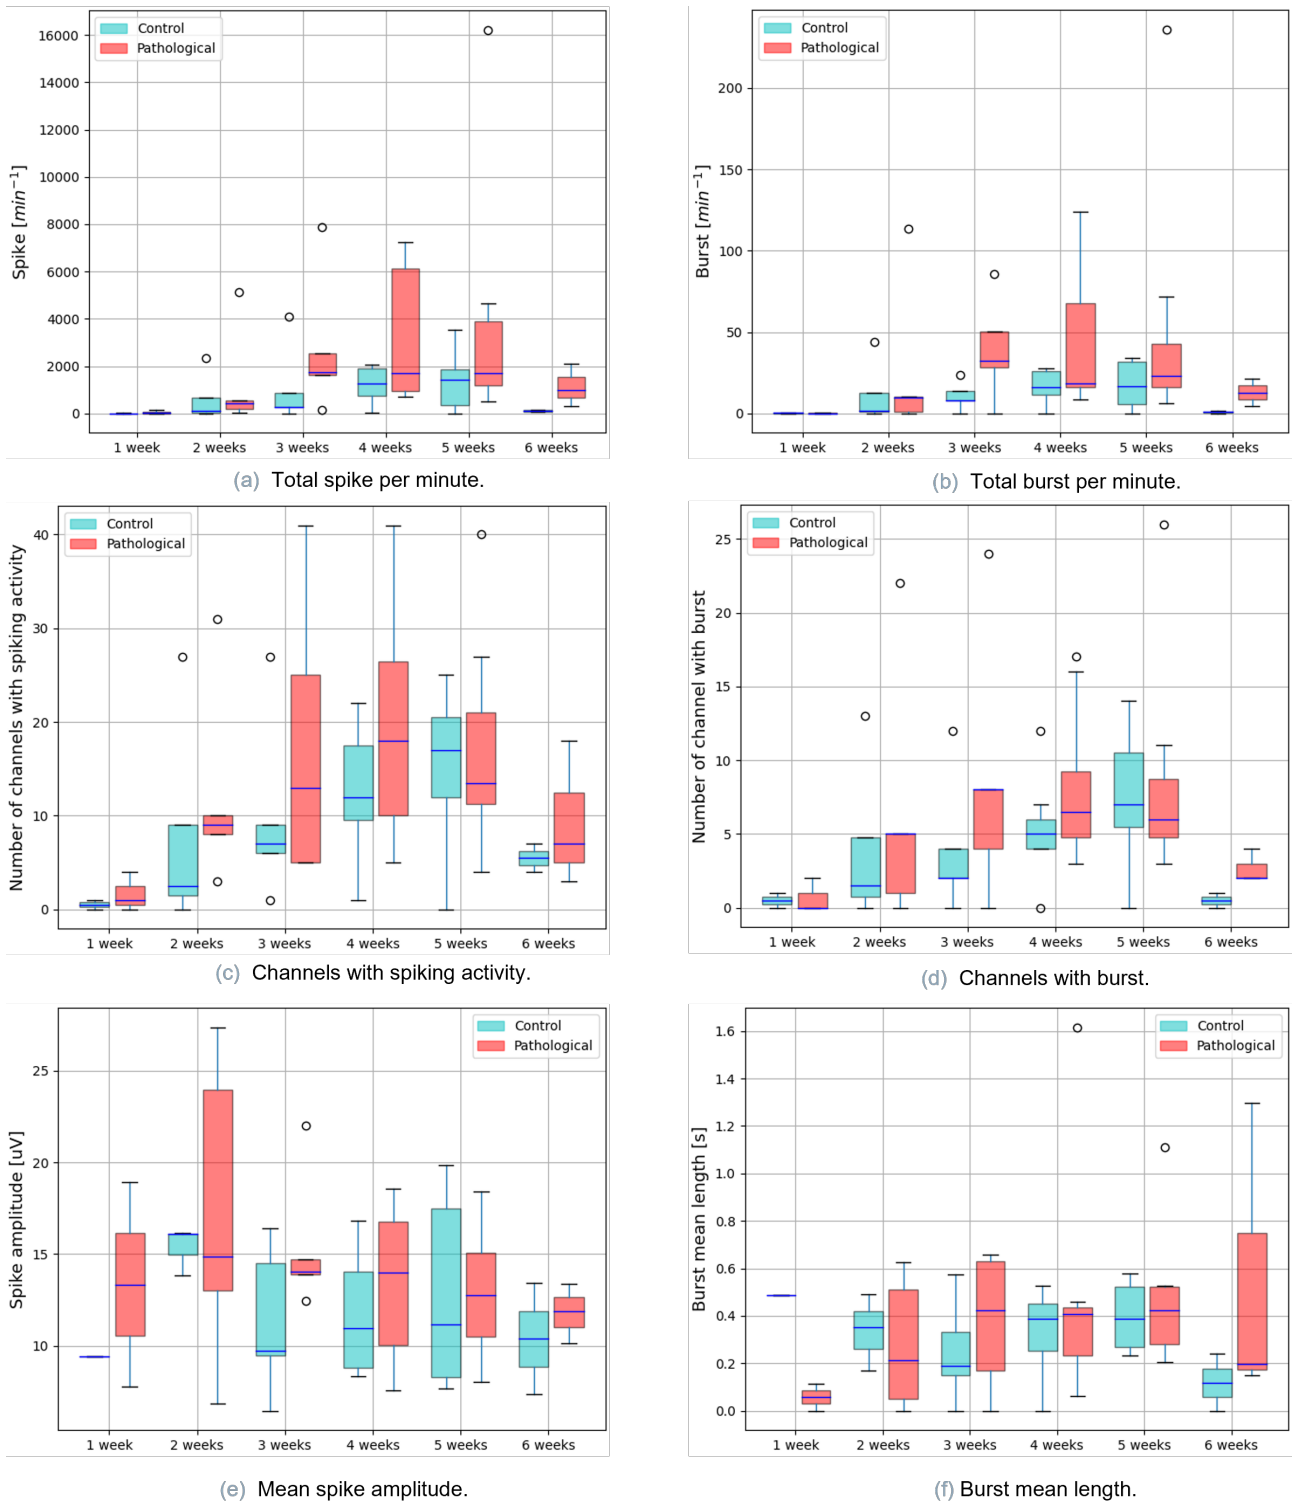 Control
Pathological
16000
14000
12000
10000
8000
6000
4000
2000
0
Spike [min⁻¹]
1 week 2 weeks 3 weeks 4 weeks 5 weeks 6 weeks
(a) Total spike per minute.
Control
Pathological
200
150
100
50
0
Burst [min⁻¹]
1 week 2 weeks 3 weeks 4 weeks 5 weeks 6 weeks
(b) Total burst per minute.
Control
Pathological
40
30
20
10
0
Number of channels with spiking activity
1 week 2 weeks 3 weeks 4 weeks 5 weeks 6 weeks
(c) Channels with spiking activity.
Control
Pathological
25
20
15
10
5
0
Number of channel with burst
1 week 2 weeks 3 weeks 4 weeks 5 weeks 6 weeks
(d) Channels with burst.
Control
Pathological
25
20
15
10
Spike amplitude [uV]
1 week 2 weeks 3 weeks 4 weeks 5 weeks 6 weeks
(e) Mean spike amplitude.
Control
Pathological
1.6
1.4
1.2
1.0
0.8
0.6
0.4
0.2
0.0
Burst mean length [s]
1 week 2 weeks 3 weeks 4 weeks 5 weeks 6 weeks
(f) Burst mean length.